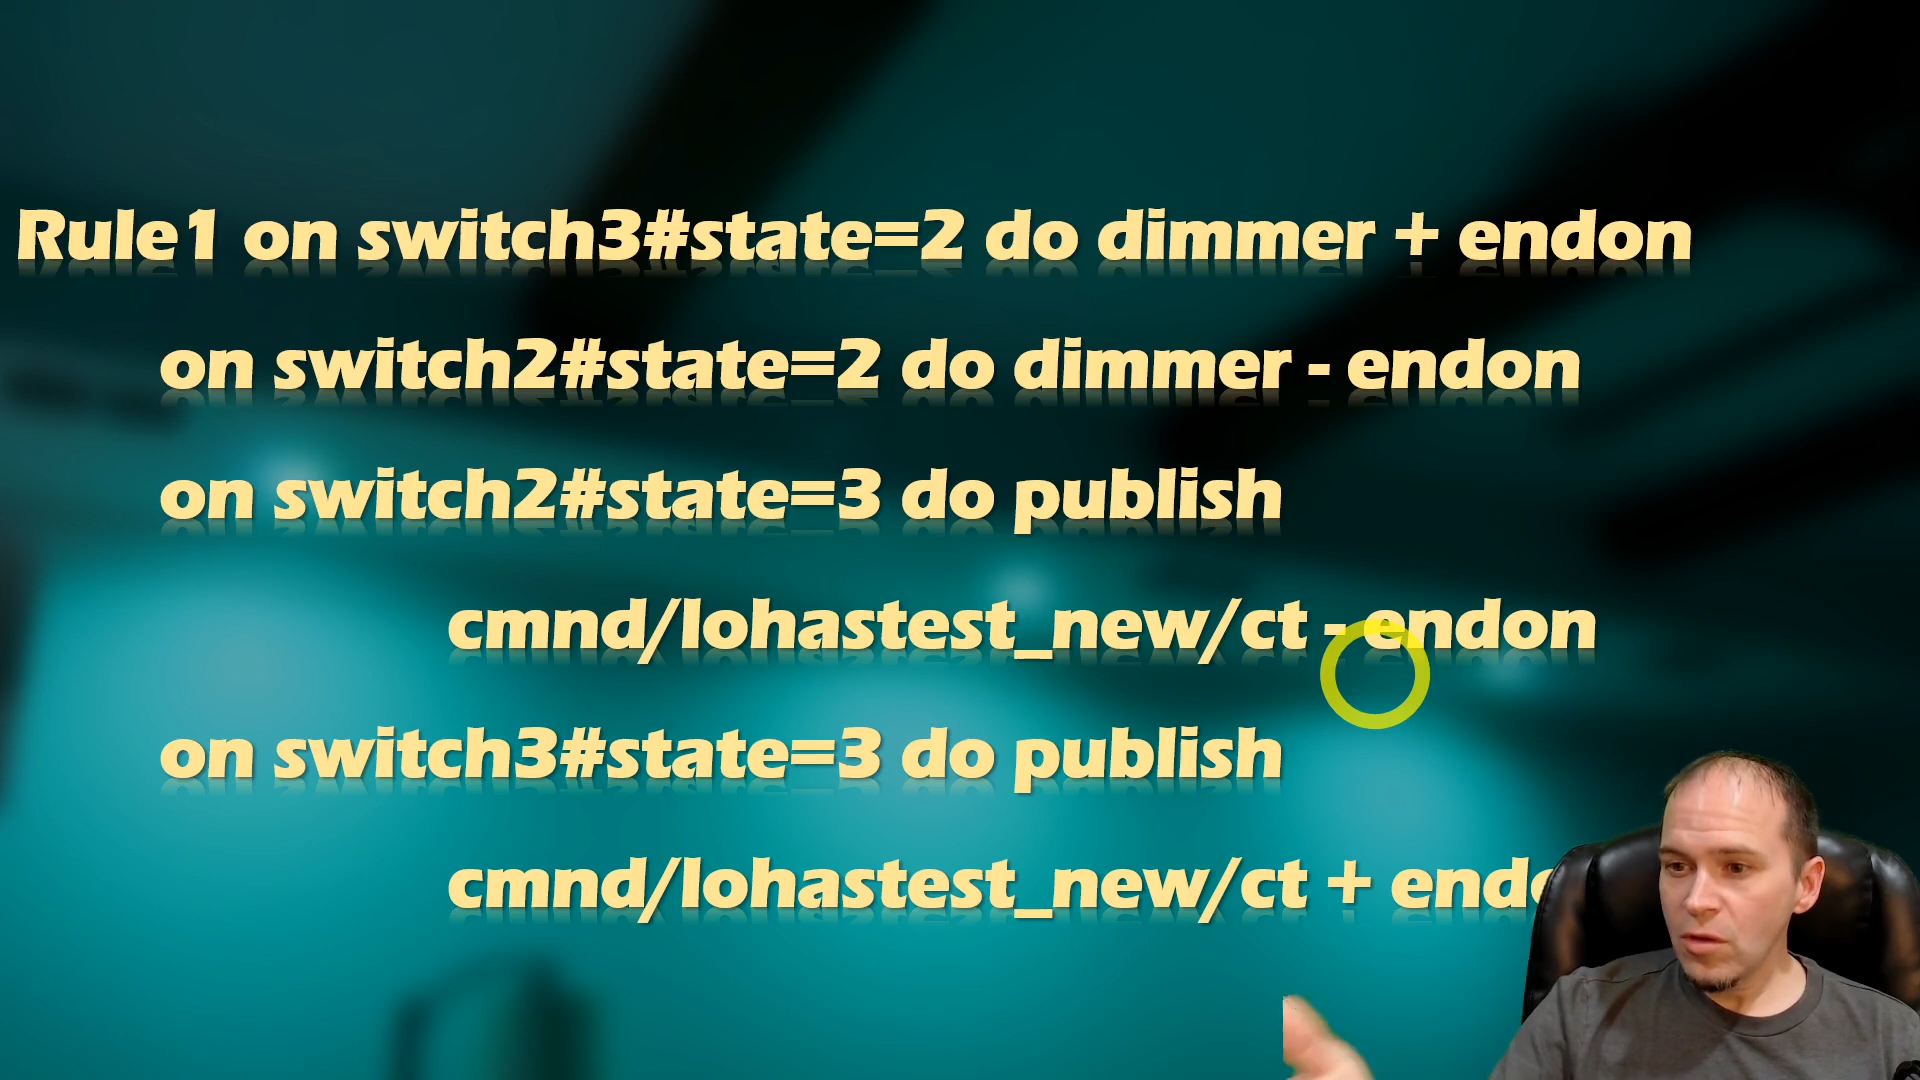 Rule1 on switch3#state=2 do dimmer + endon
on switch2#state=2 do dimmer - endon
on switch2#state=3 do publish
cmnd/lohastest_new/ct - endon
on switch3#state=3 do publish
cmnd/lohastest_new/ct + endo